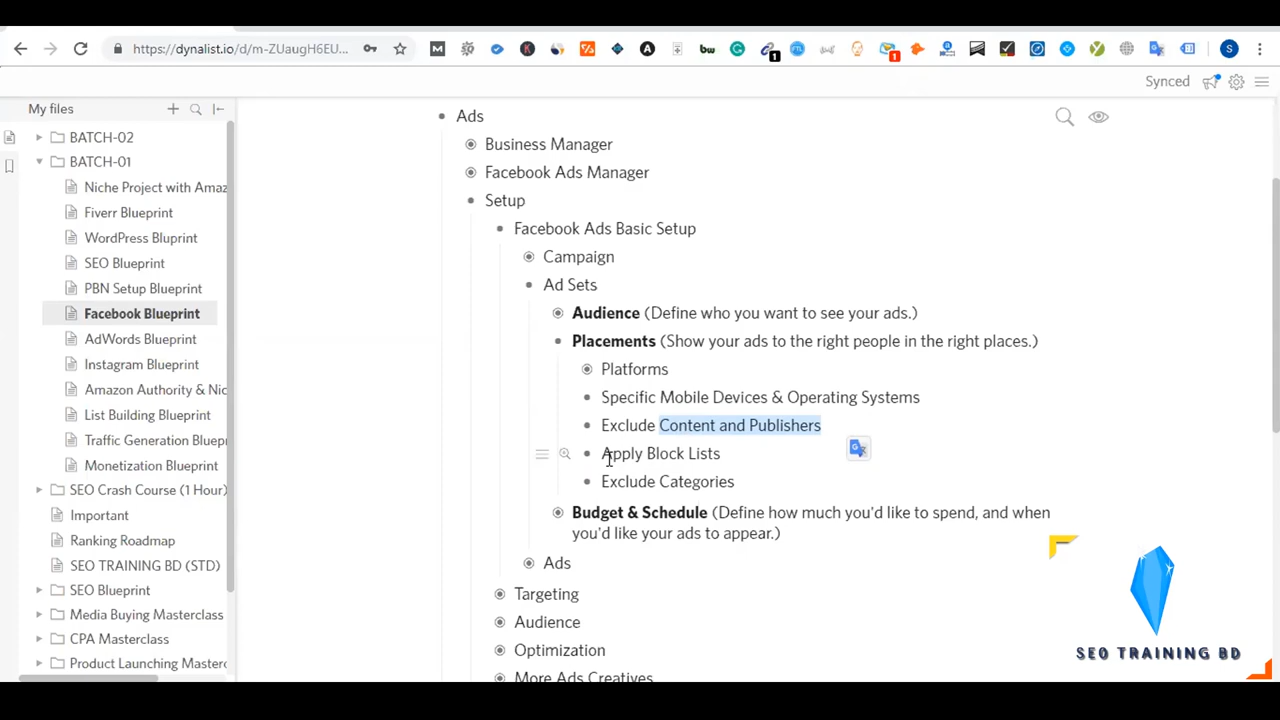 https://dynalist.io/d/m-ZUaugH6EU...
M
K
A
bw
1
FTL
1
S
Synced
My files
BATCH-02
BATCH-01
Niche Project with Amaz
Fiverr Blueprint
WordPress Bluprint
SEO Blueprint
PBN Setup Blueprint
Facebook Blueprint
AdWords Blueprint
Instagram Blueprint
Amazon Authority & Nic
List Building Blueprint
Traffic Generation Bluep
Monetization Blueprint
SEO Crash Course (1 Hour)
Important
Ranking Roadmap
SEO TRAINING BD (STD)
SEO Blueprint
Media Buying Masterclass
CPA Masterclass
Product Launching Masterc
Ads
Business Manager
Facebook Ads Manager
Setup
Facebook Ads Basic Setup
Campaign
Ad Sets
Audience (Define who you want to see your ads.)
Placements (Show your ads to the right people in the right places.)
Platforms
Specific Mobile Devices & Operating Systems
Exclude Content and Publishers
Apply Block Lists
Exclude Categories
Budget & Schedule (Define how much you'd like to spend, and when
you'd like your ads to appear.)
Ads
Targeting
Audience
Optimization
More Ads Creatives
SEO TRAINING BD